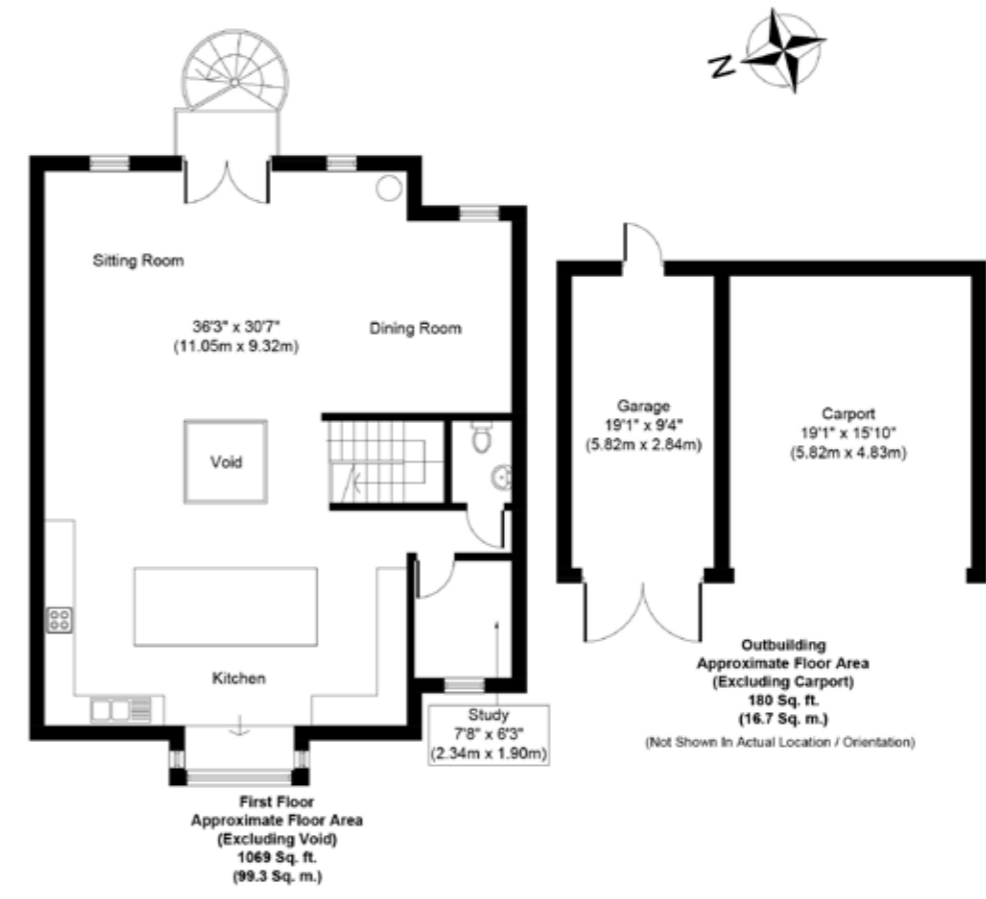 N
Sitting Room
36'3" x 30'7"
(11.05m x 9.32m)
Dining Room
Void
Kitchen
Study
7'8" x 6'3"
(2.34m x 1.90m)
First Floor
Approximate Floor Area
(Excluding Void)
1069 Sq. ft.
(99.3 Sq. m.)
Garage
19'1" x 9'4"
(5.82m x 2.84m)
Carport
19'1" x 15'10"
(5.82m x 4.83m)
Outbuilding
Approximate Floor Area
(Excluding Carport)
180 Sq. ft.
(16.7 Sq. m.)
(Not Shown In Actual Location / Orientation)